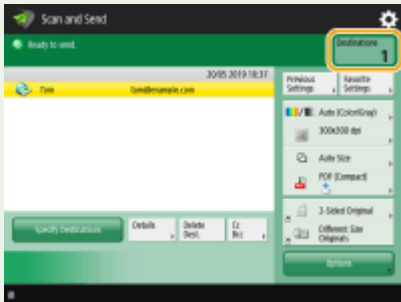 Scan and Send
Ready to send.
Destinations
1
20/05 2019 18:37
Tom
tom@example.com
Previous Settings
Favorite Settings
Auto (Color/Gray)
300x300 dpi
Auto Size
PDF (Compact)
2-Sided Original
Different Size Originals
Specify Destinations
Details
Delete Dest.
Cc Bcc
Options